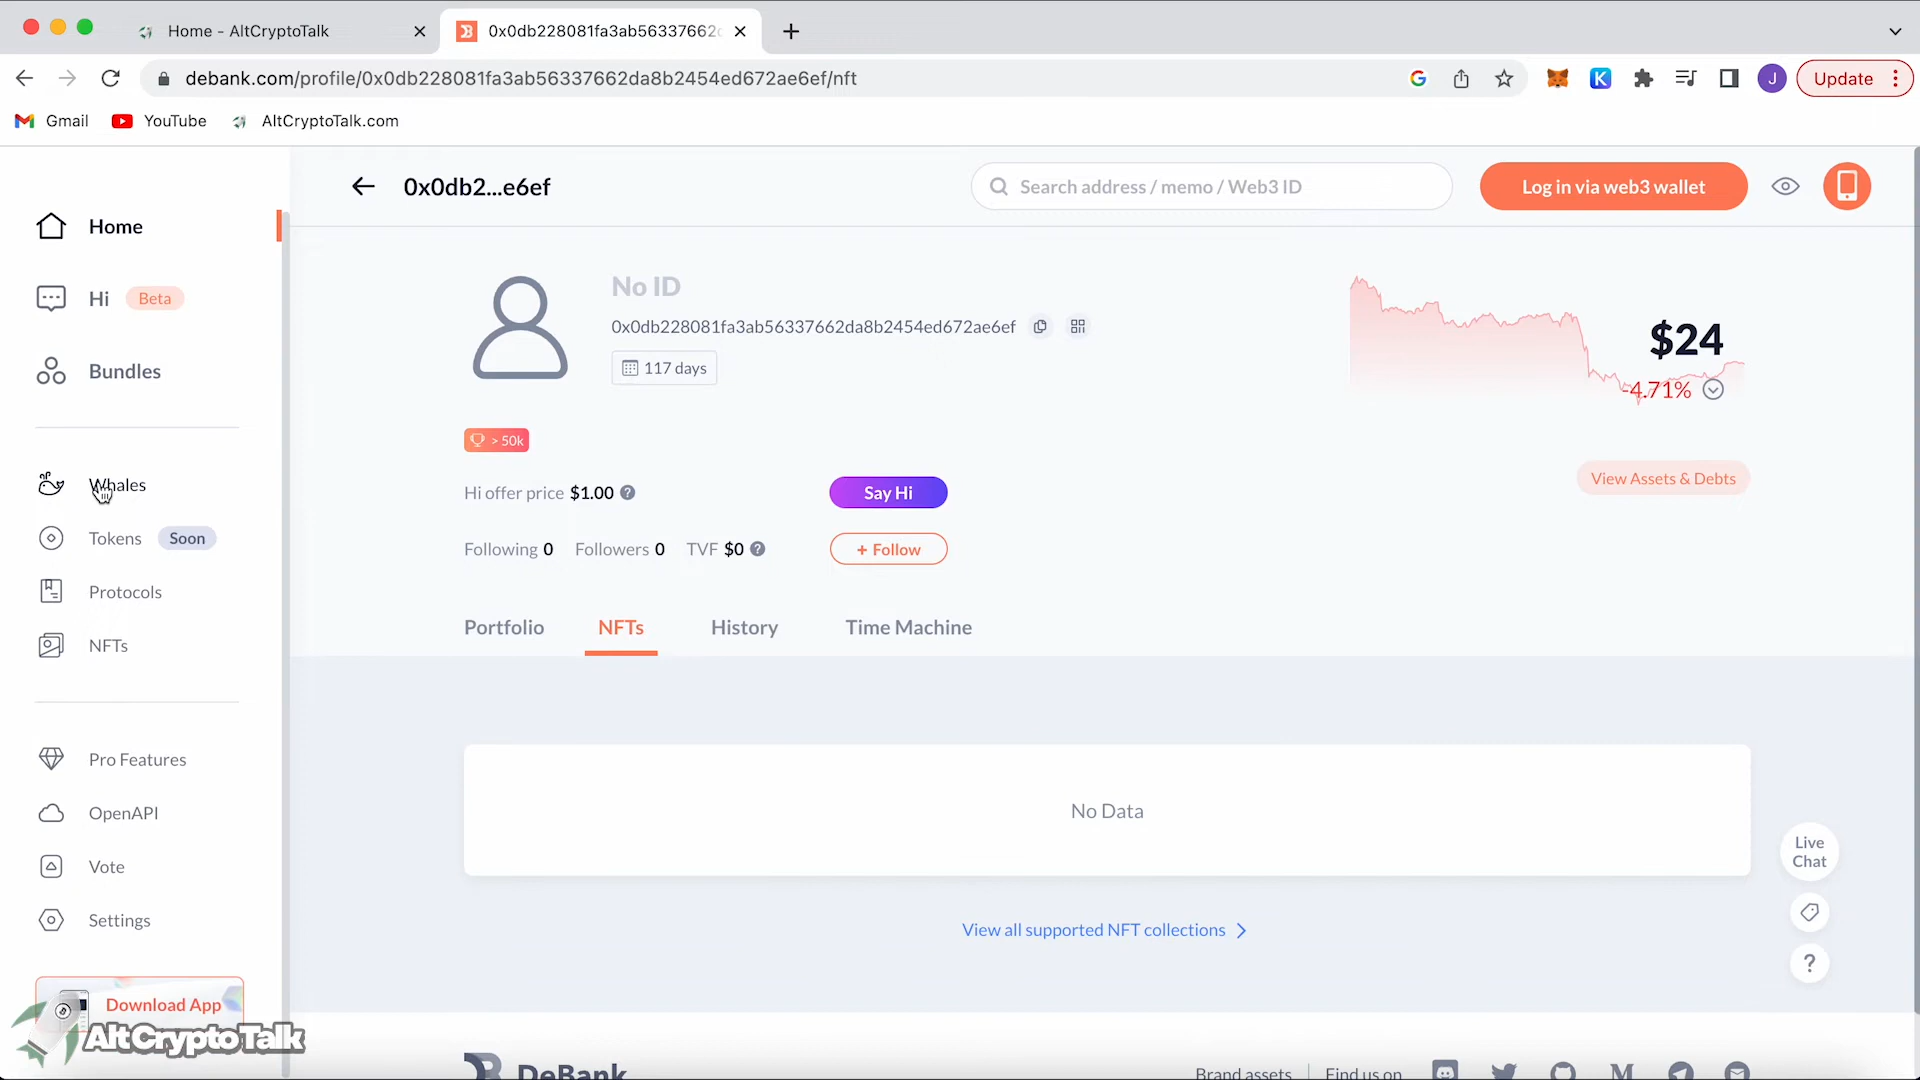 Home - AltCryptoTalk
0x0db228081fa3ab56337662
debank.com/profile/0x0db228081fa3ab56337662da8b2454ed672ae6ef/nft
J
Update
Gmail
YouTube
AltCryptoTalk.com
0x0db2...e6ef
Search address / memo / Web3 ID
Log in via web3 wallet
Home
Hi Beta
Bundles
Whales
Tokens Soon
Protocols
NFTs
Pro Features
OpenAPI
Vote
Settings
Download App
AltCryptoTalk
No ID
0x0db228081fa3ab56337662da8b2454ed672ae6ef
117 days
$24
-4.71%
> 50k
Hi offer price $1.00 ?
Say Hi
View Assets & Debts
Following 0 Followers 0 TVF $0 ?
+ Follow
Portfolio NFTs History Time Machine
No Data
View all supported NFT collections
Live
Chat
?
DeBank
Brand assets | Find us on